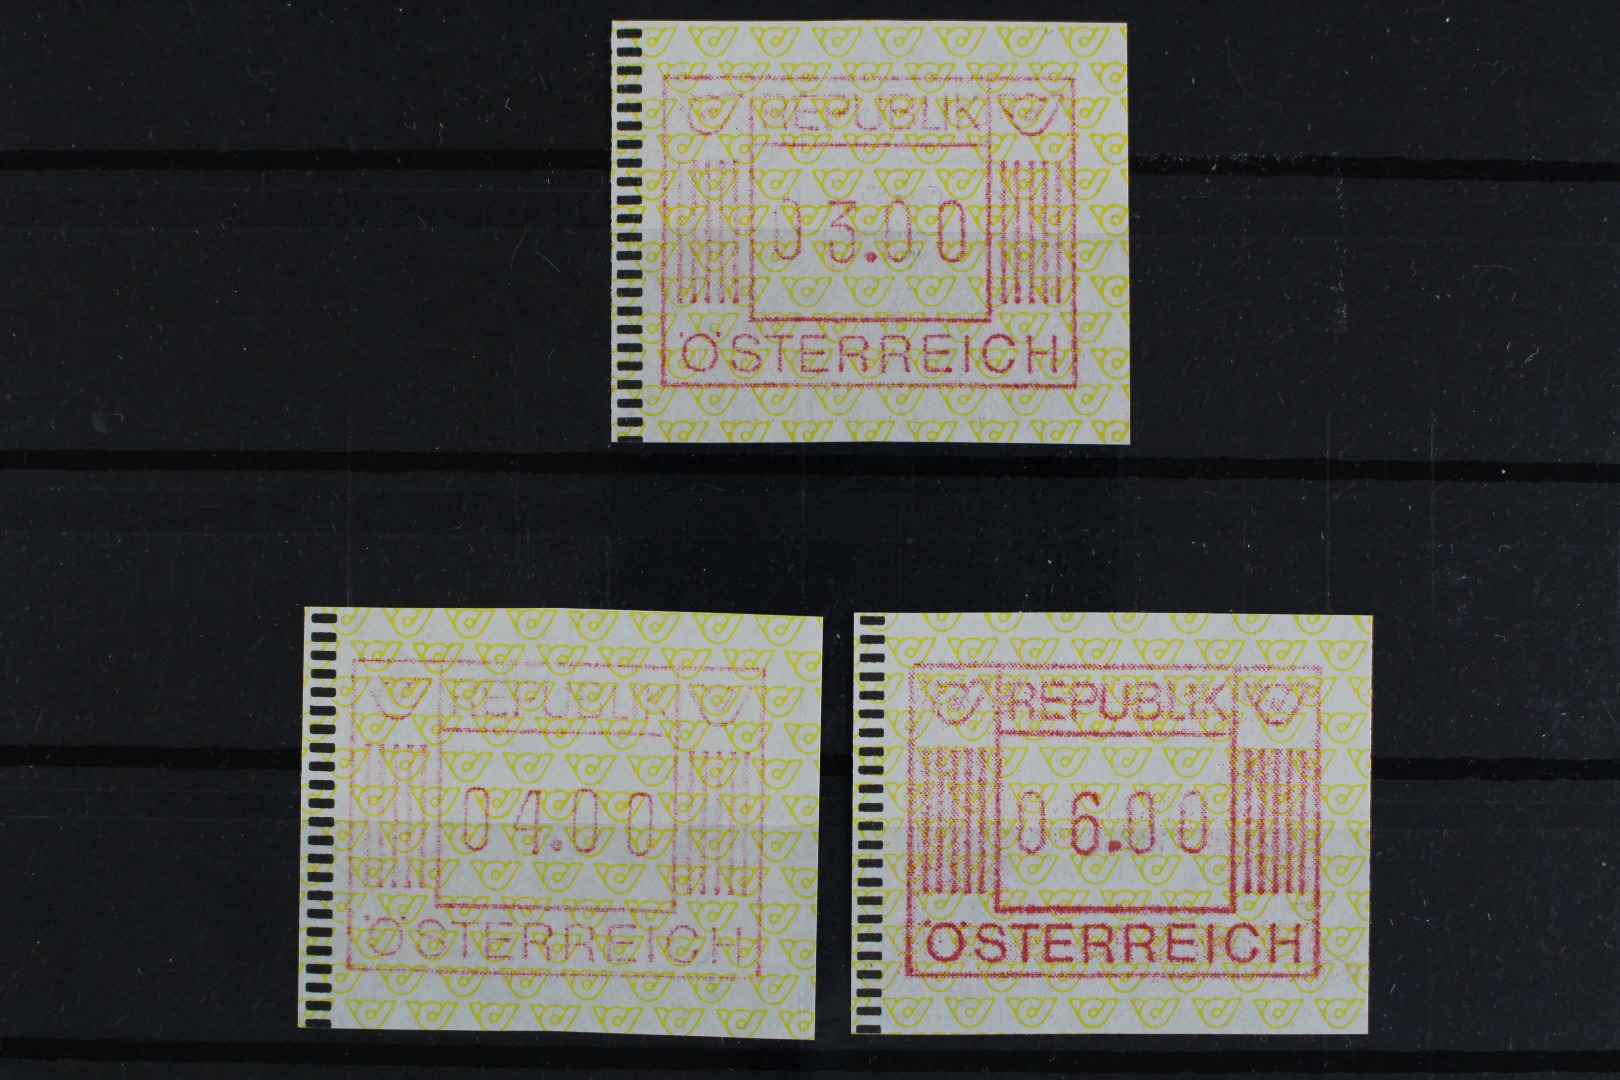 REPUBLIK
03.00
ÖSTERREICH
REPUBLIK
04.00
ÖSTERREICH
REPUBLIK
06.00
ÖSTERREICH